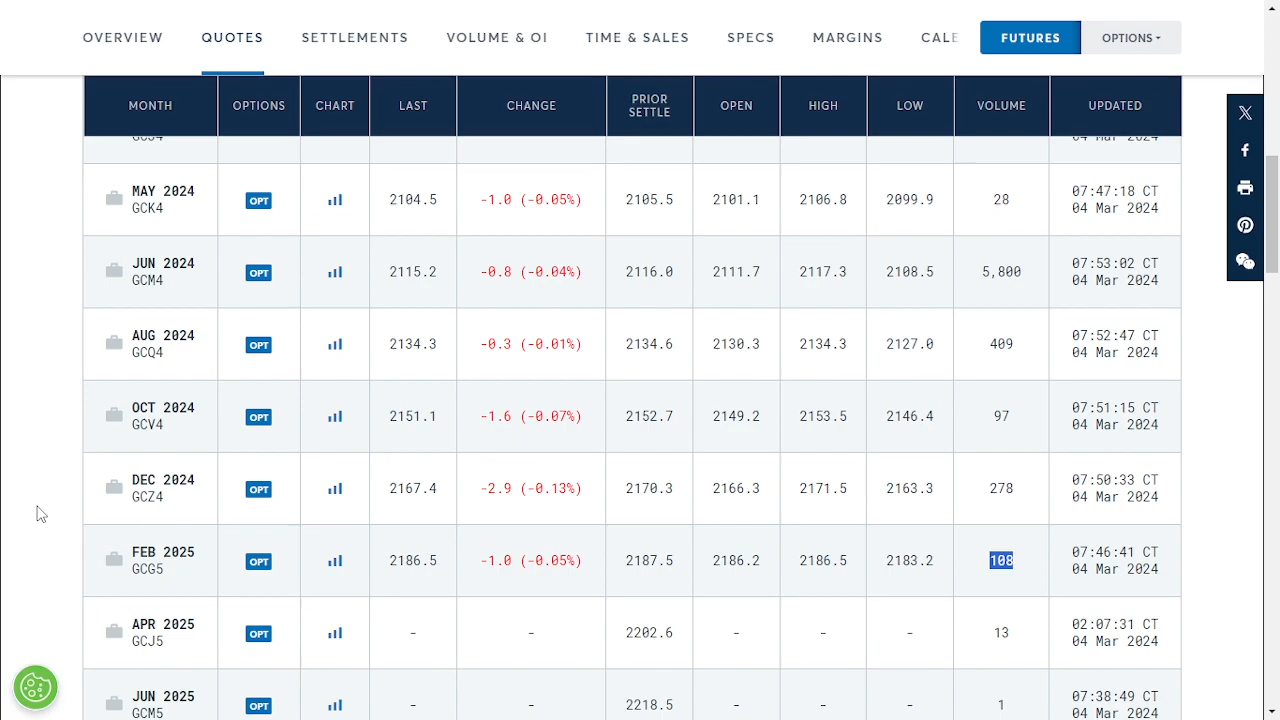 OVERVIEW QUOTES SETTLEMENTS VOLUME & OI TIME & SALES SPECS MARGINS CALE FUTURES OPTIONS
MONTH OPTIONS CHART LAST CHANGE PRIOR SETTLE OPEN HIGH LOW VOLUME UPDATED
GCJ4 04 Mar 2024
MAY 2024 OPT 2104.5 -1.0 (-0.05%) 2105.5 2101.1 2106.8 2099.9 28 07:47:18 CT
GCK4 04 Mar 2024
JUN 2024 OPT 2115.2 -0.8 (-0.04%) 2116.0 2111.7 2117.3 2108.5 5,800 07:53:02 CT
GCM4 04 Mar 2024
AUG 2024 OPT 2134.3 -0.3 (-0.01%) 2134.6 2130.3 2134.3 2127.0 409 07:52:47 CT
GCQ4 04 Mar 2024
OCT 2024 OPT 2151.1 -1.6 (-0.07%) 2152.7 2149.2 2153.5 2146.4 97 07:51:15 CT
GCV4 04 Mar 2024
DEC 2024 OPT 2167.4 -2.9 (-0.13%) 2170.3 2166.3 2171.5 2163.3 278 07:50:33 CT
GCZ4 04 Mar 2024
FEB 2025 OPT 2186.5 -1.0 (-0.05%) 2187.5 2186.2 2186.5 2183.2 108 07:46:41 CT
GCG5 04 Mar 2024
APR 2025 OPT - - 2202.6 - - - 13 02:07:31 CT
GCJ5 04 Mar 2024
JUN 2025 OPT - - 2218.5 - - - 1 07:38:49 CT
GCM5 04 Mar 2024